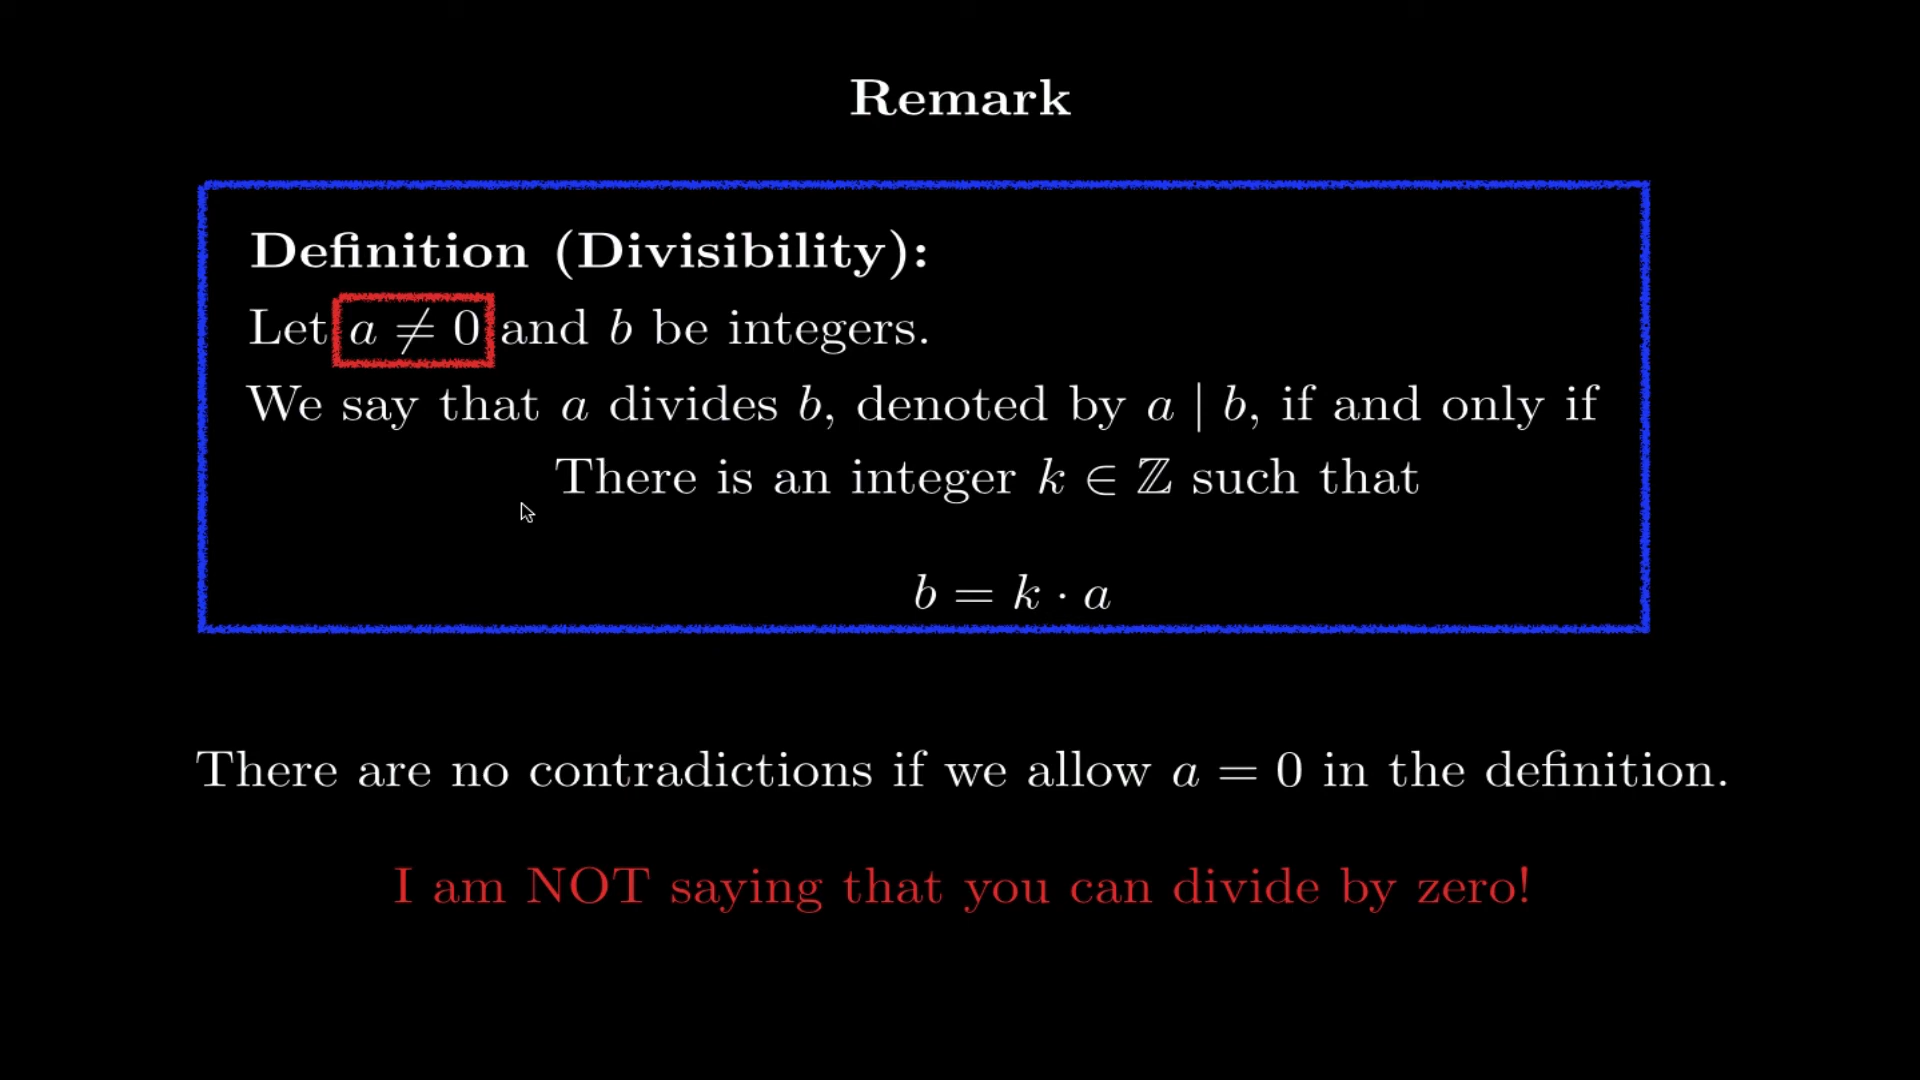 Remark
Definition (Divisibility):
Let a ≠ 0 and b be integers.
We say that a divides b, denoted by a | b, if and only if
There is an integer k ∈ ℤ such that
b = k · a
There are no contradictions if we allow a = 0 in the definition.
I am NOT saying that you can divide by zero!